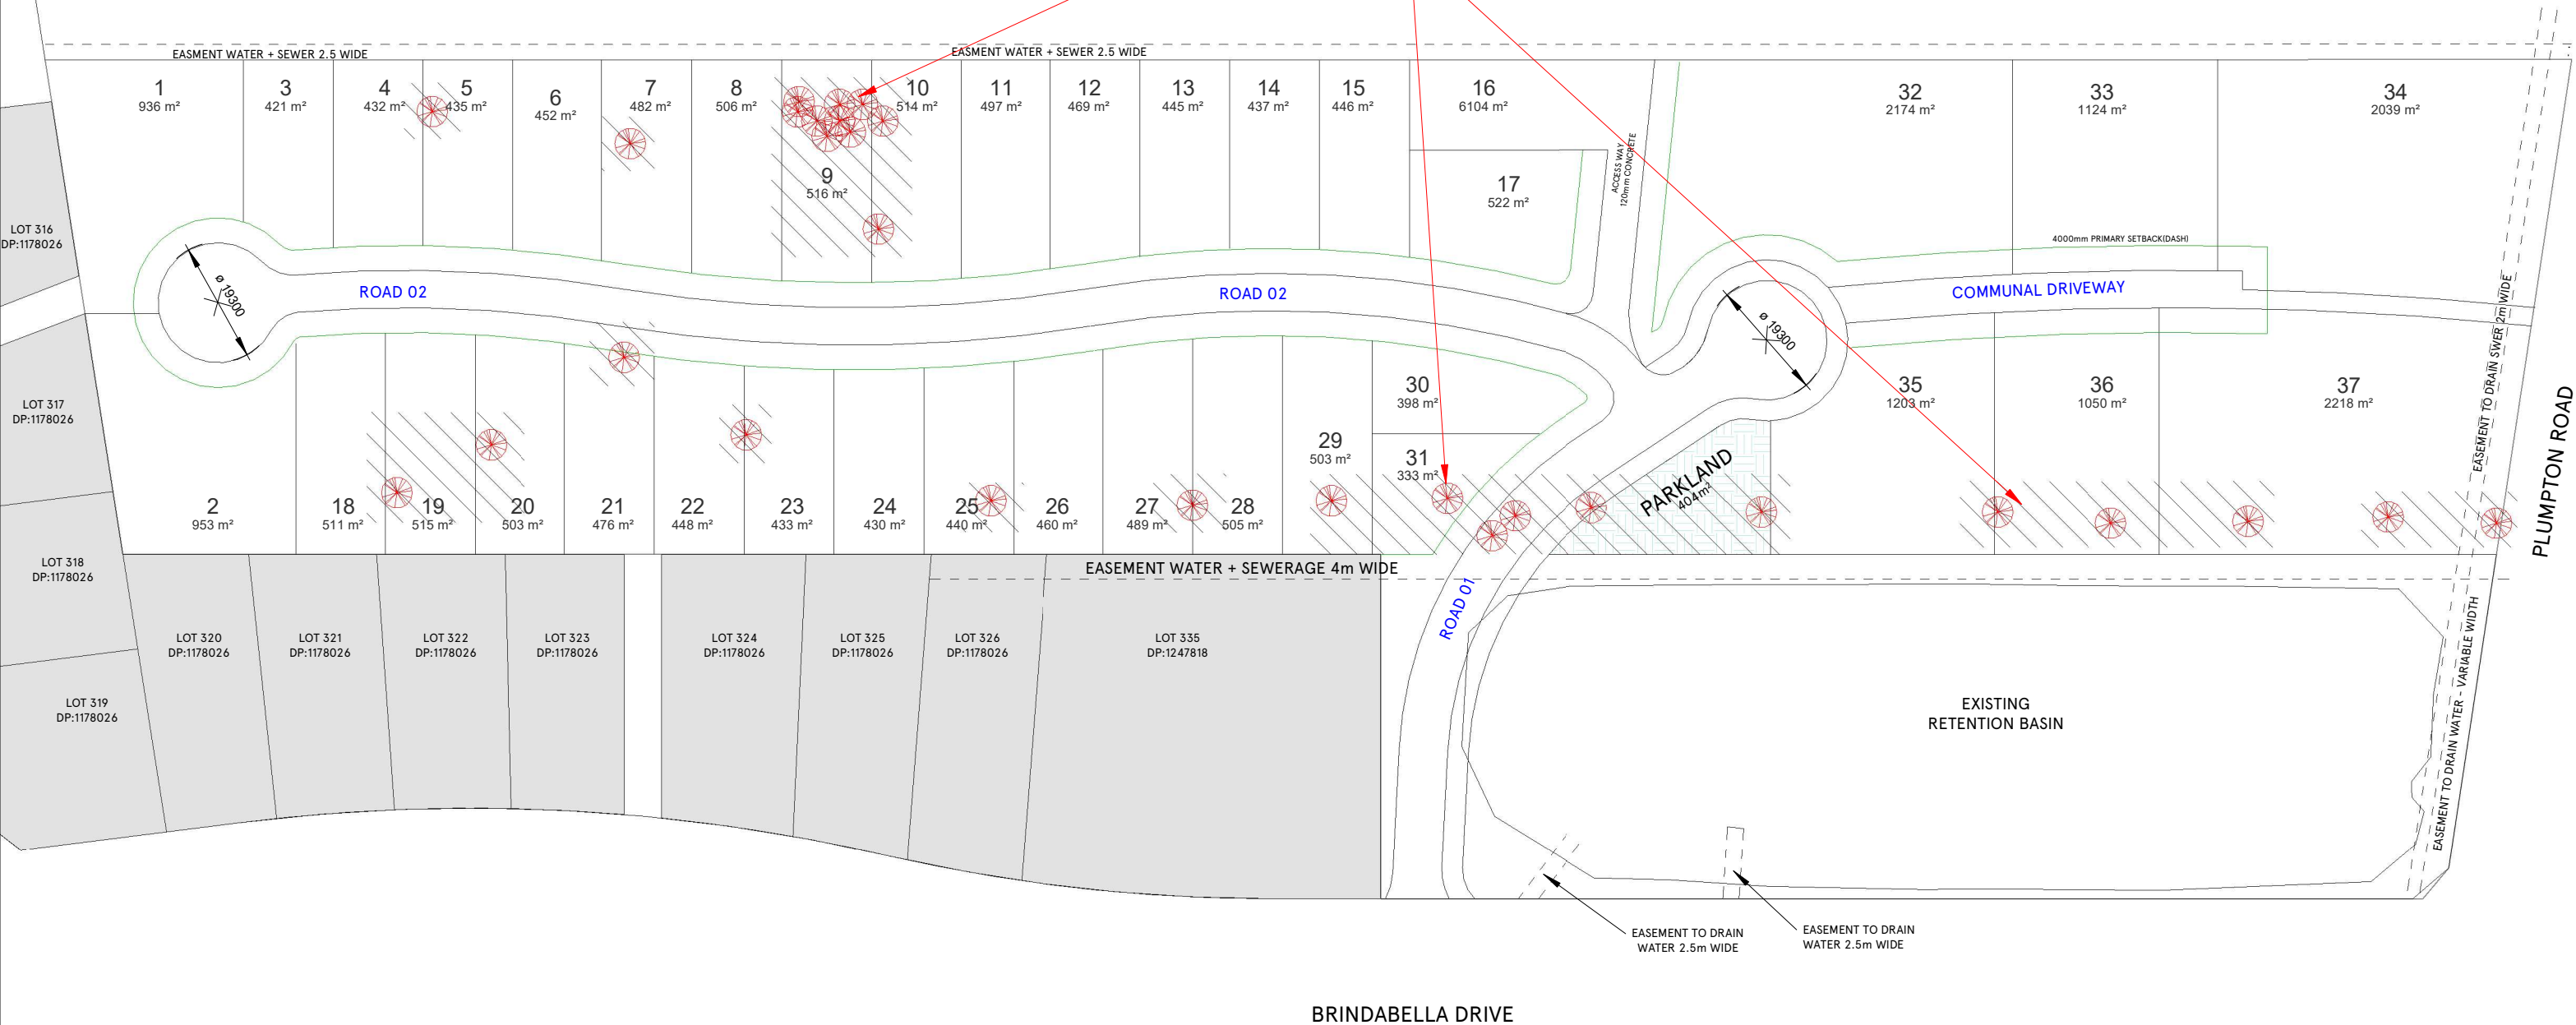 EASMENT WATER + SEWER 2.5 WIDE
EASMENT WATER + SEWER 2.5 WIDE
1
936 m²
3
421 m²
4
432 m²
5
435 m²
6
452 m²
7
482 m²
8
506 m²
9
516 m²
10
514 m²
11
497 m²
12
469 m²
13
445 m²
14
437 m²
15
446 m²
16
6104 m²
17
522 m²
ACCESS WAY
120mm CONCRETE
32
2174 m²
33
1124 m²
34
2039 m²
4000mm PRIMARY SETBACK(DASH)
LOT 316
DP:1178026
ø 19300
ROAD 02
ROAD 02
ø 19300
COMMUNAL DRIVEWAY
EASEMENT TO DRAIN SWER 2m WIDE
PLUMPTON ROAD
LOT 317
DP:1178026
2
953 m²
18
511 m²
19
515 m²
20
503 m²
21
476 m²
22
448 m²
23
433 m²
24
430 m²
25
440 m²
26
460 m²
27
489 m²
28
505 m²
29
503 m²
30
398 m²
31
333 m²
PARKLAND
404m²
35
1203 m²
36
1050 m²
37
2218 m²
EASEMENT WATER + SEWERAGE 4m WIDE
ROAD 01
LOT 318
DP:1178026
LOT 319
DP:1178026
LOT 320
DP:1178026
LOT 321
DP:1178026
LOT 322
DP:1178026
LOT 323
DP:1178026
LOT 324
DP:1178026
LOT 325
DP:1178026
LOT 326
DP:1178026
LOT 335
DP:1247818
EXISTING
RETENTION BASIN
EASEMENT TO DRAIN WATER - VARIABLE WIDTH
EASEMENT TO DRAIN
WATER 2.5m WIDE
EASEMENT TO DRAIN
WATER 2.5m WIDE
BRINDABELLA DRIVE